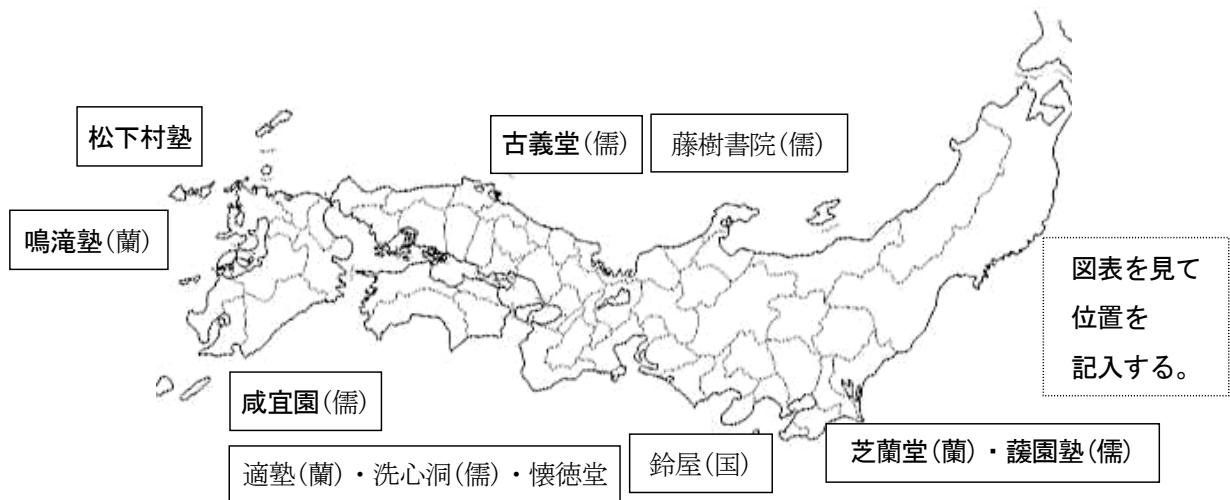 松下村塾
古義堂(儒)
藤樹書院(儒)
鳴滝塾(蘭)
図表を見て
位置を
記入する。
咸宜園(儒)
適塾(蘭)・洗心洞(儒)・懐徳堂
鈴屋(国)
芝蘭堂(蘭)・蘐園塾(儒)